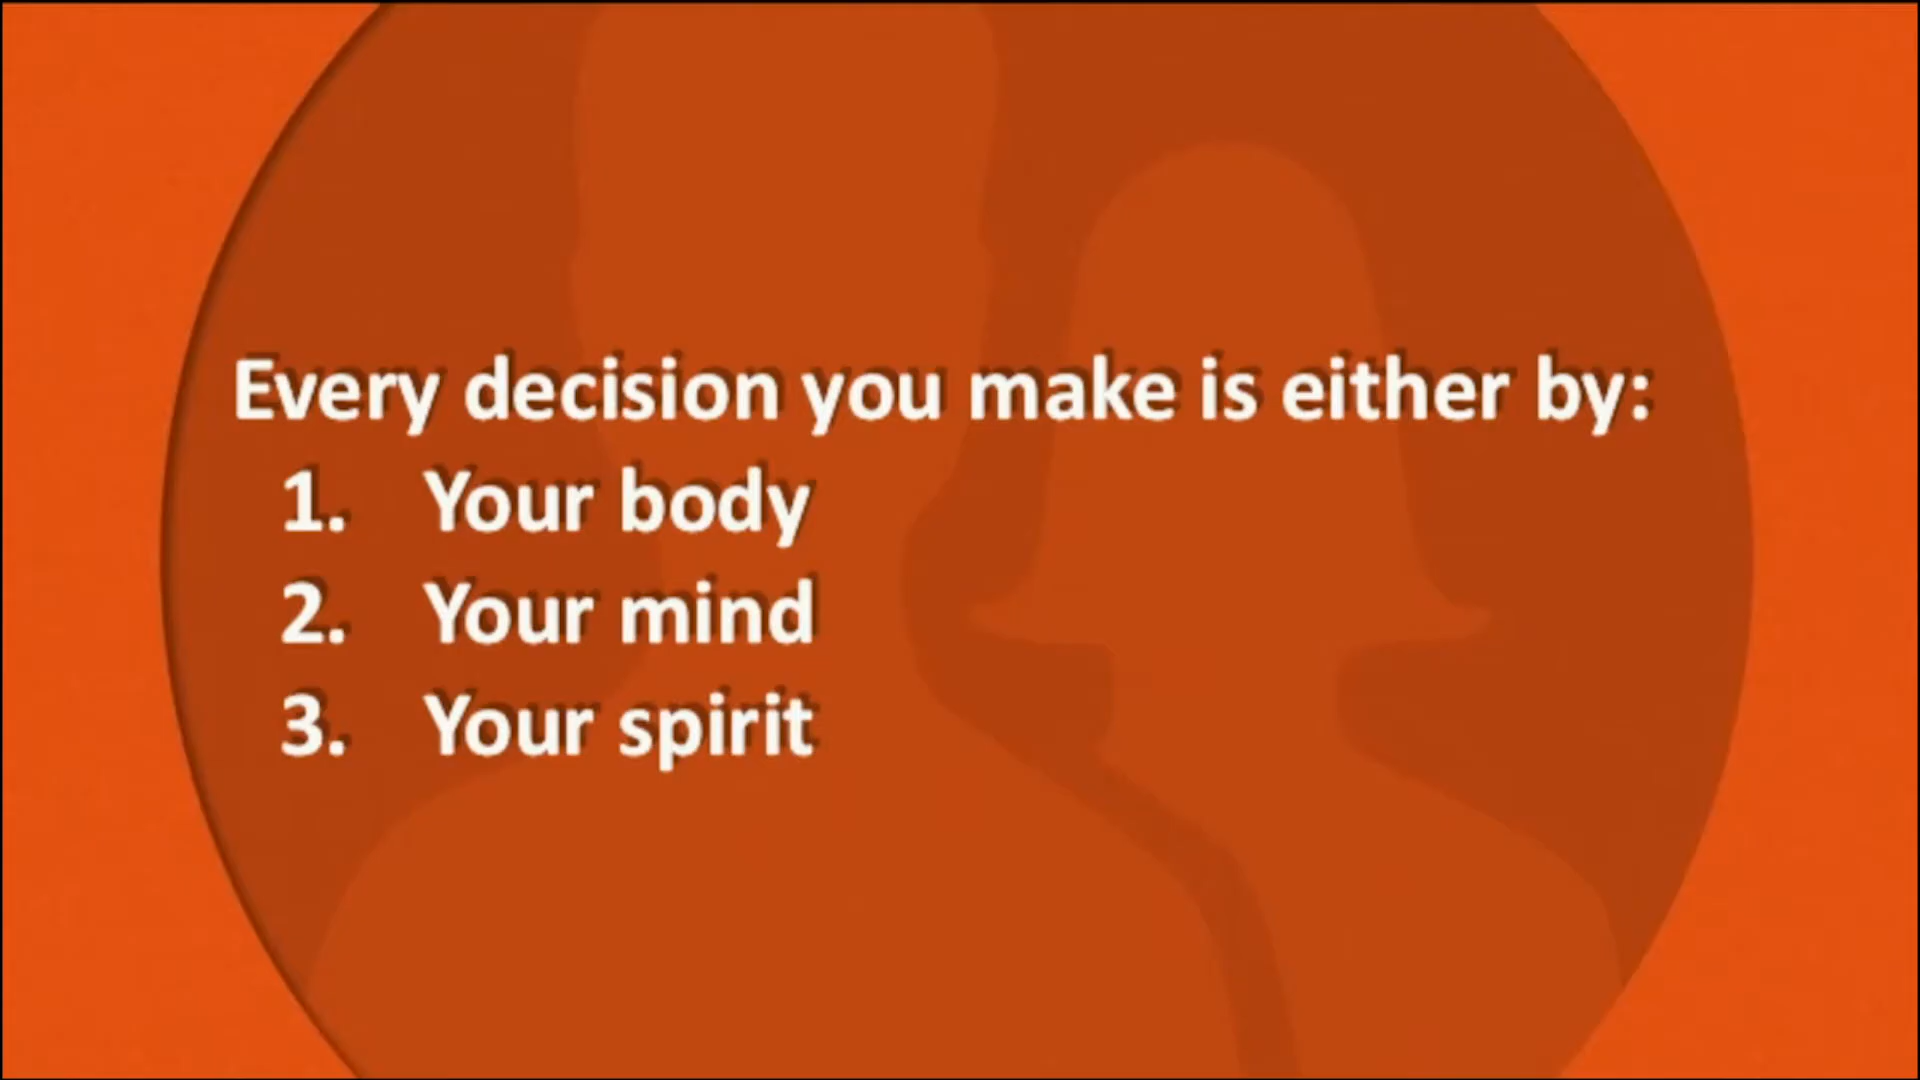 Every decision you make is either by:
1. Your body
2. Your mind
3. Your spirit